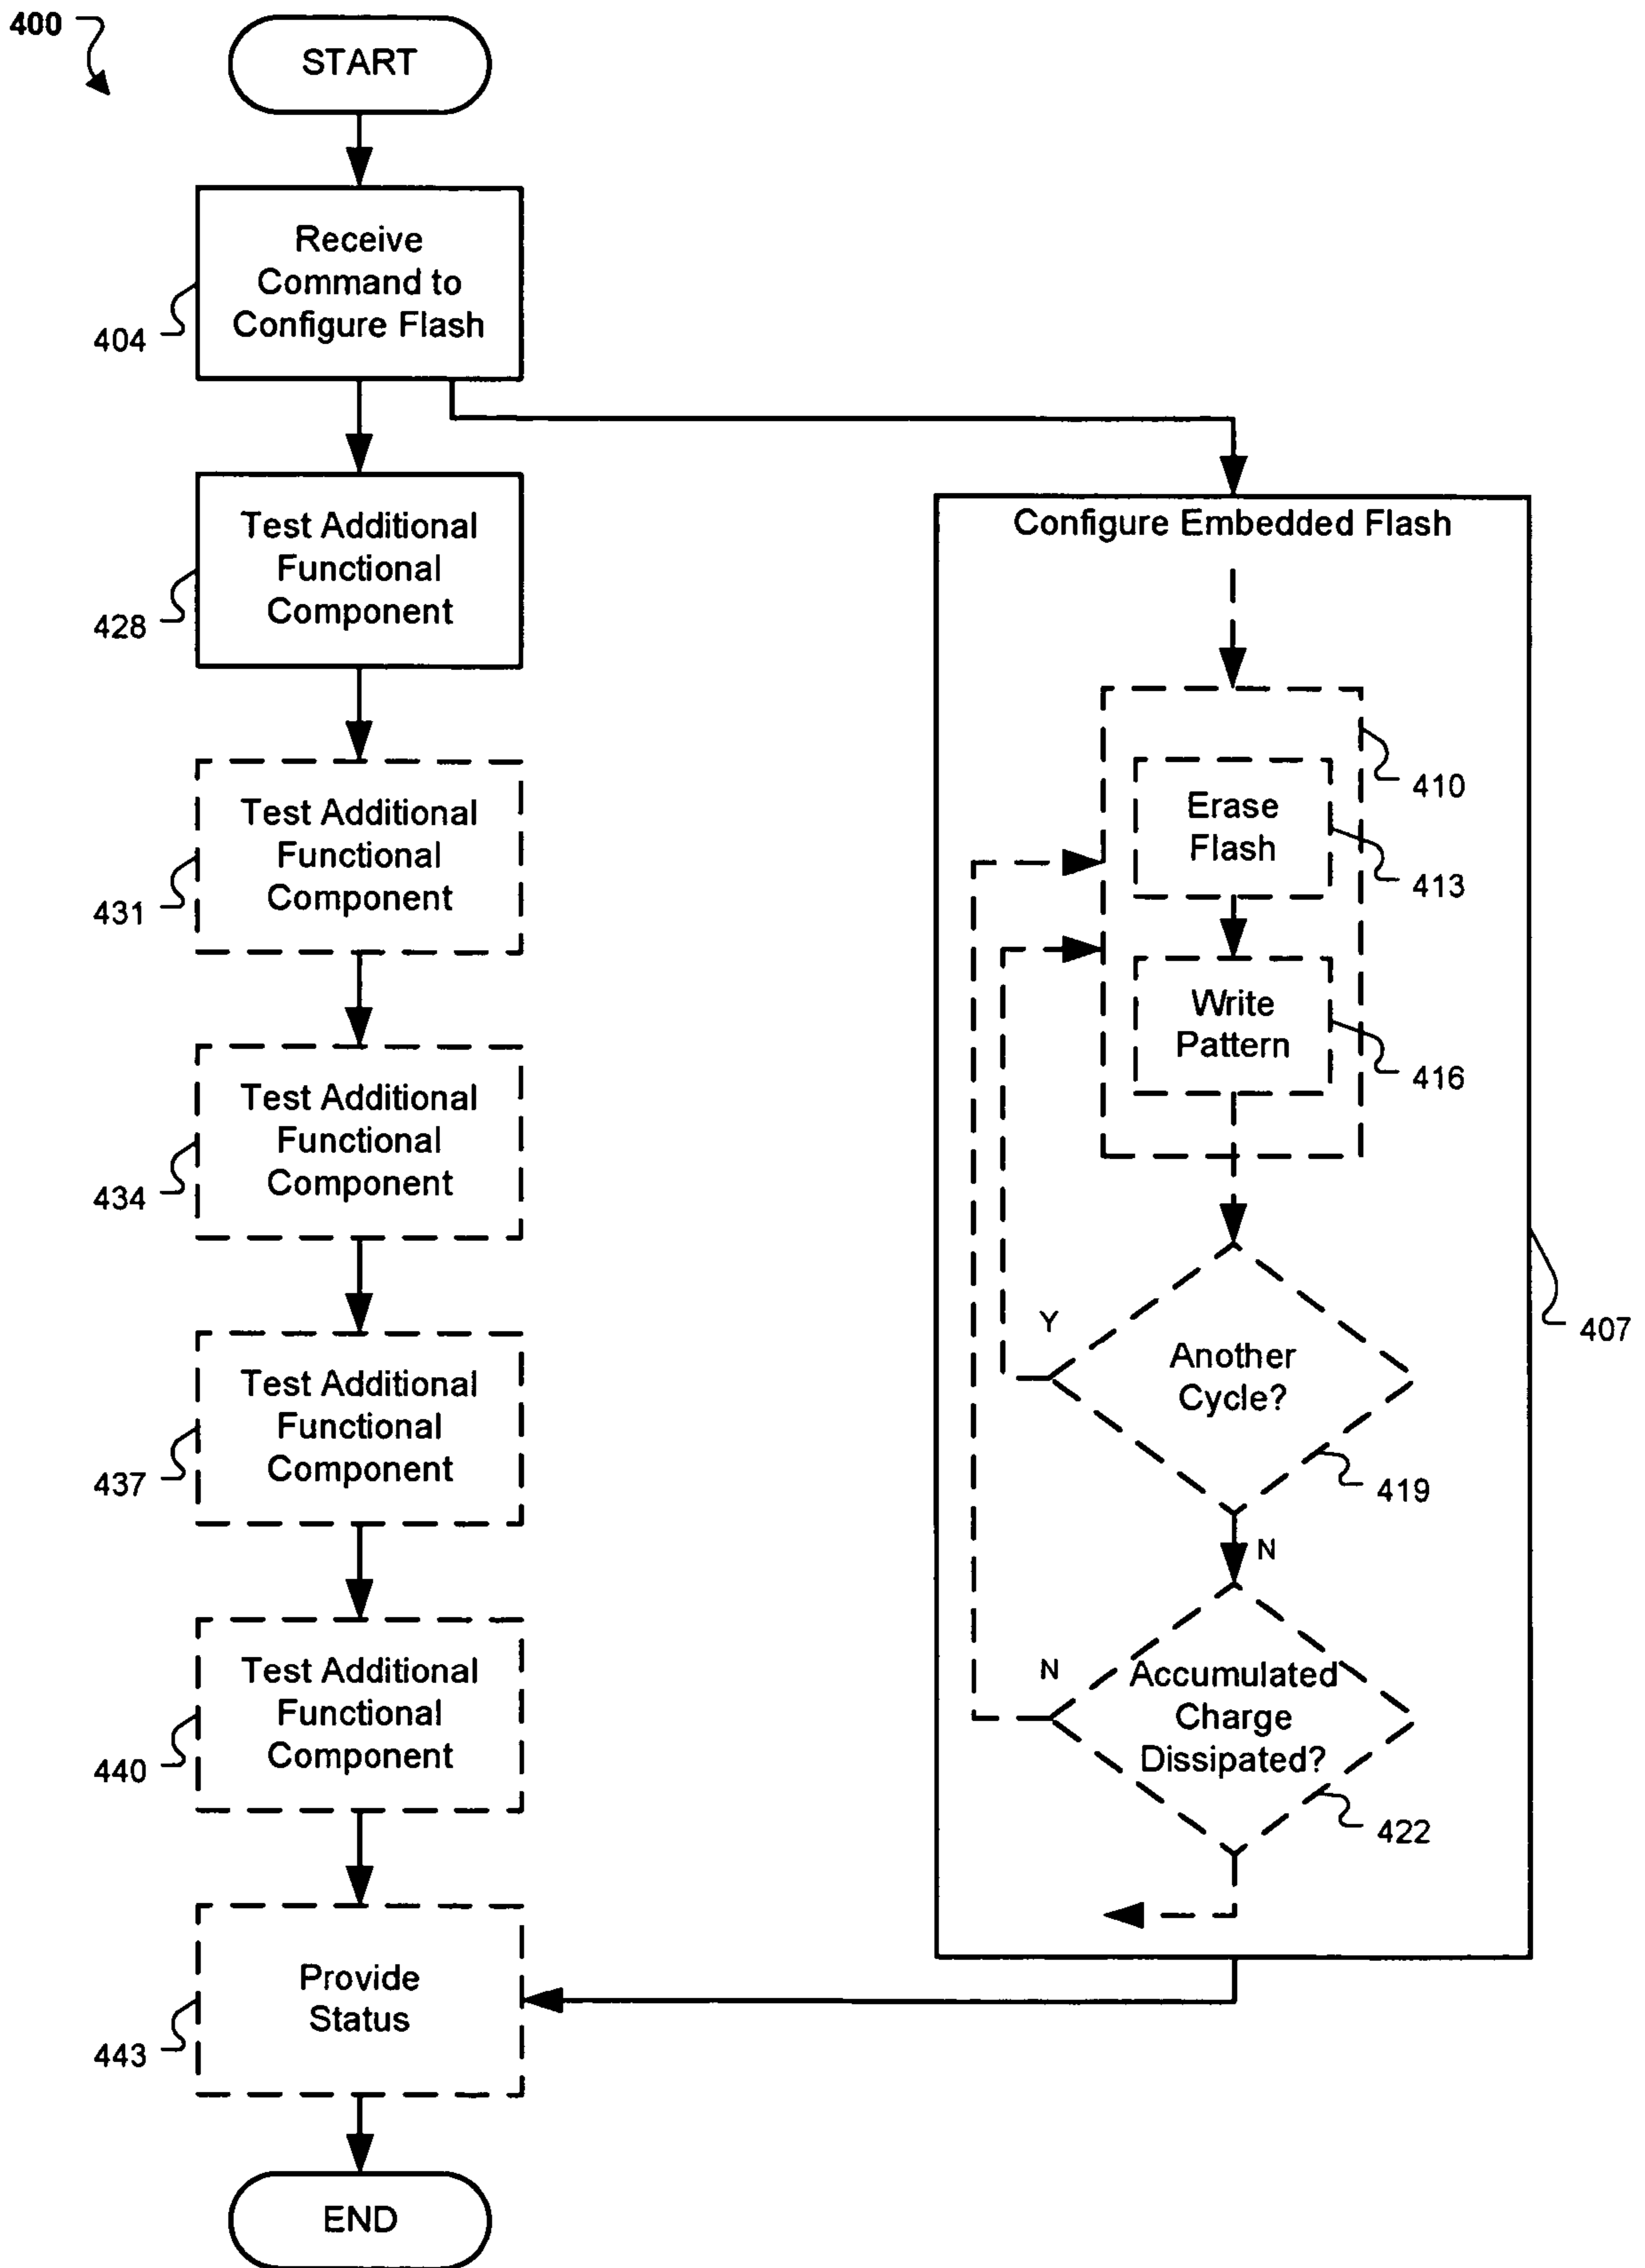 400
START
Receive
Command to
Configure Flash
404
Test Additional
Functional
Component
428
Test Additional
Functional
Component
431
Test Additional
Functional
Component
434
Test Additional
Functional
Component
437
Test Additional
Functional
Component
440
Provide
Status
443
END
Configure Embedded Flash
410
Erase
Flash
413
Write
Pattern
416
407
Y
Another
Cycle?
419
N
N
Accumulated
Charge
Dissipated?
422